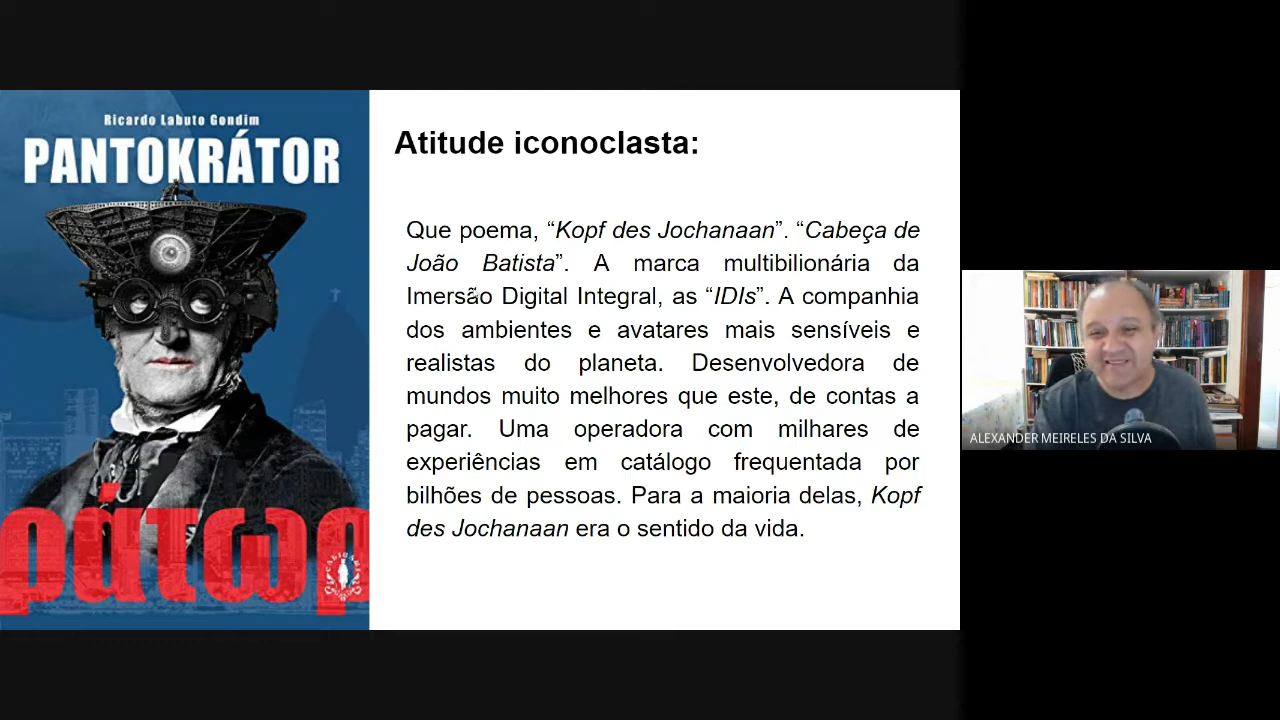 Ricardo Labuto Gondim
PANTOKRÁTOR
ράτωρ
Atitude iconoclasta:
Que poema, “Kopf des Jochanaan”. “Cabeça de
João Batista”. A marca multibilionária da
Imersão Digital Integral, as “IDIs”. A companhia
dos ambientes e avatares mais sensíveis e
realistas do planeta. Desenvolvedora de
mundos muito melhores que este, de contas a
pagar. Uma operadora com milhares de
experiências em catálogo frequentada por
bilhões de pessoas. Para a maioria delas, Kopf
des Jochanaan era o sentido da vida.
ALEXANDER MEIRELES DA SILVA